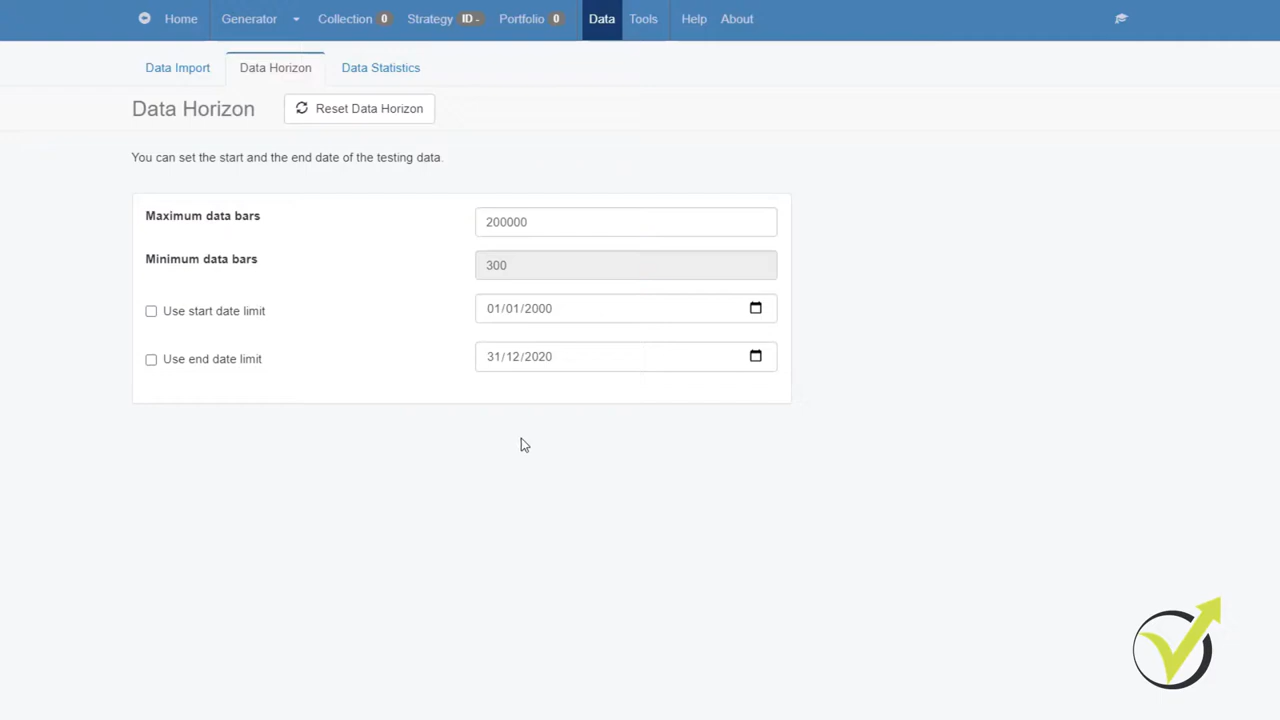 Home Generator Collection 0 Strategy ID - Portfolio 0 Data Tools Help About
Data Import Data Horizon Data Statistics
Data Horizon Reset Data Horizon
You can set the start and the end date of the testing data.
Maximum data bars 200000
Minimum data bars 300
Use start date limit 01/01/2000
Use end date limit 31/12/2020